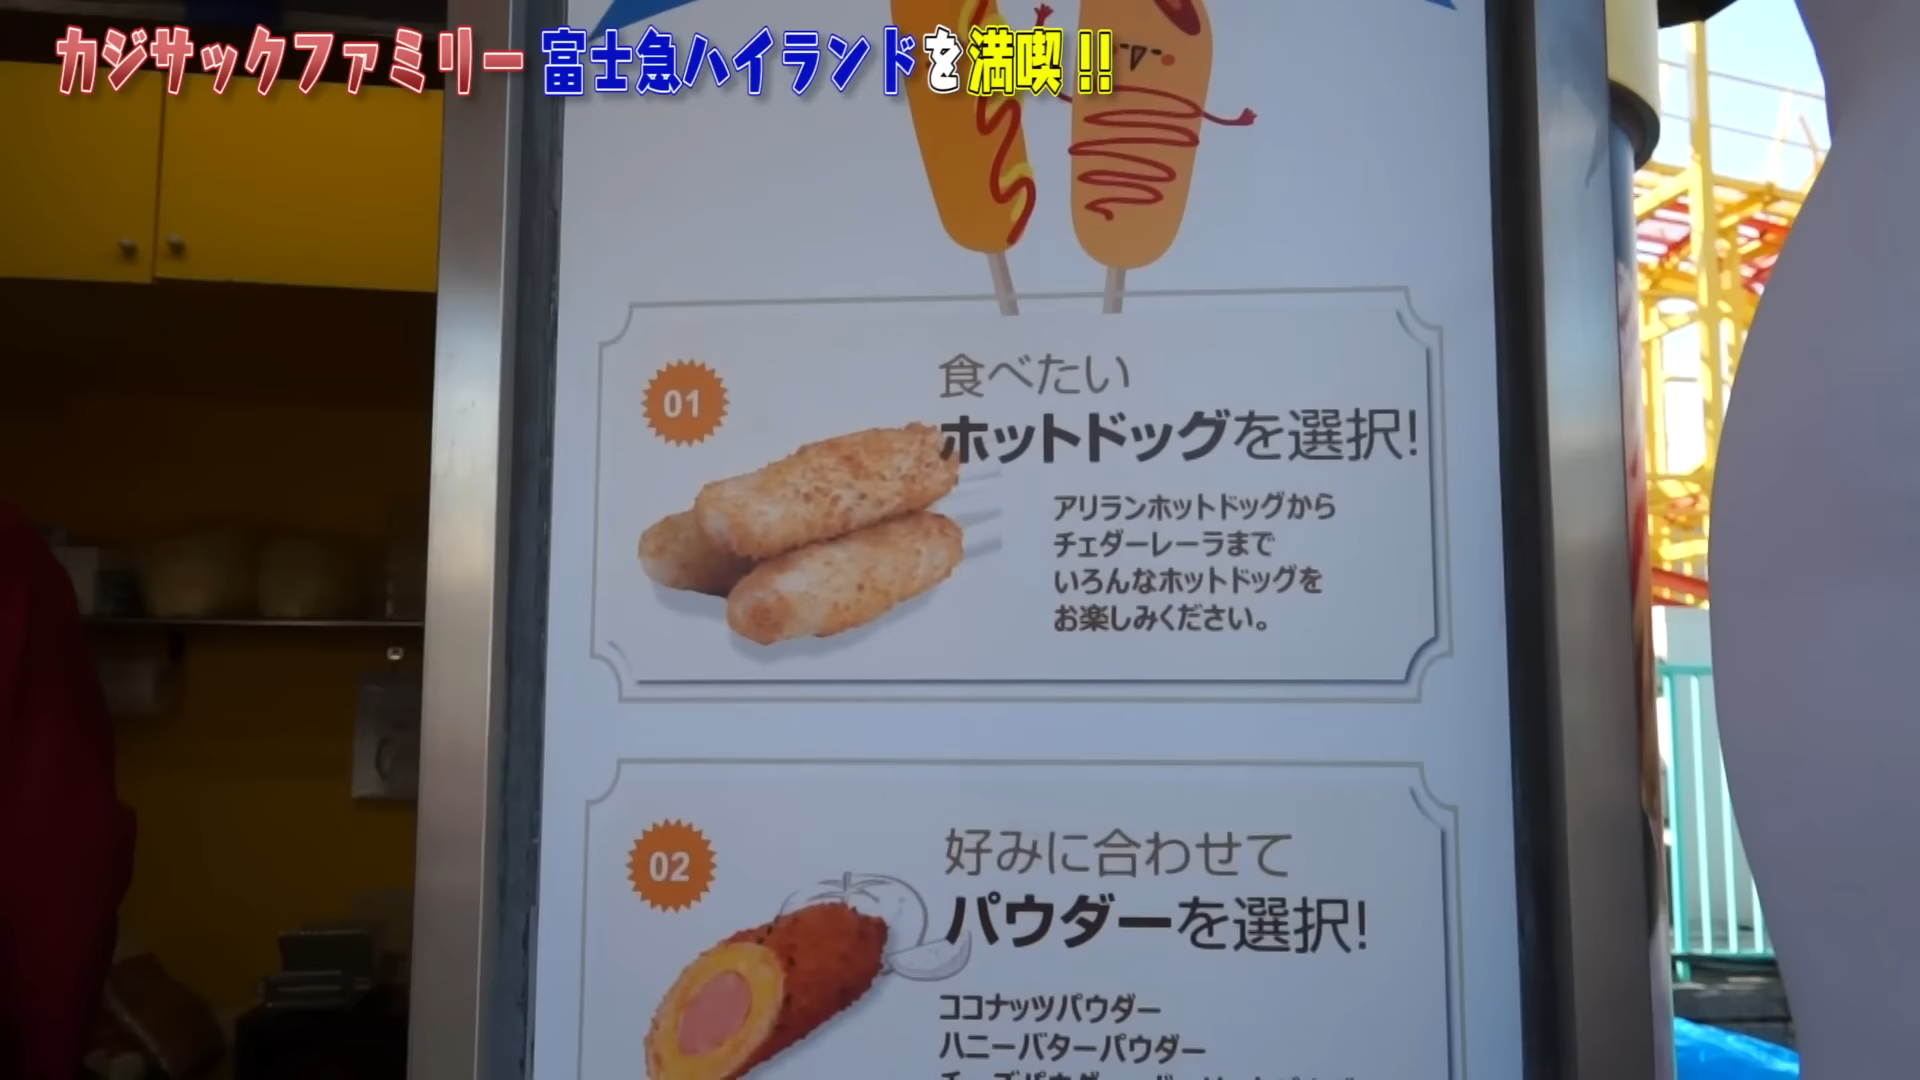 カジサックファミリー 富士急ハイランドを満喫!!
01
食べたい
ホットドッグを選択!
アリランホットドッグから
チェダーレーラまで
いろんなホットドッグを
お楽しみください。
02
好みに合わせて
パウダーを選択!
ココナッツパウダー
ハニーバターパウダー